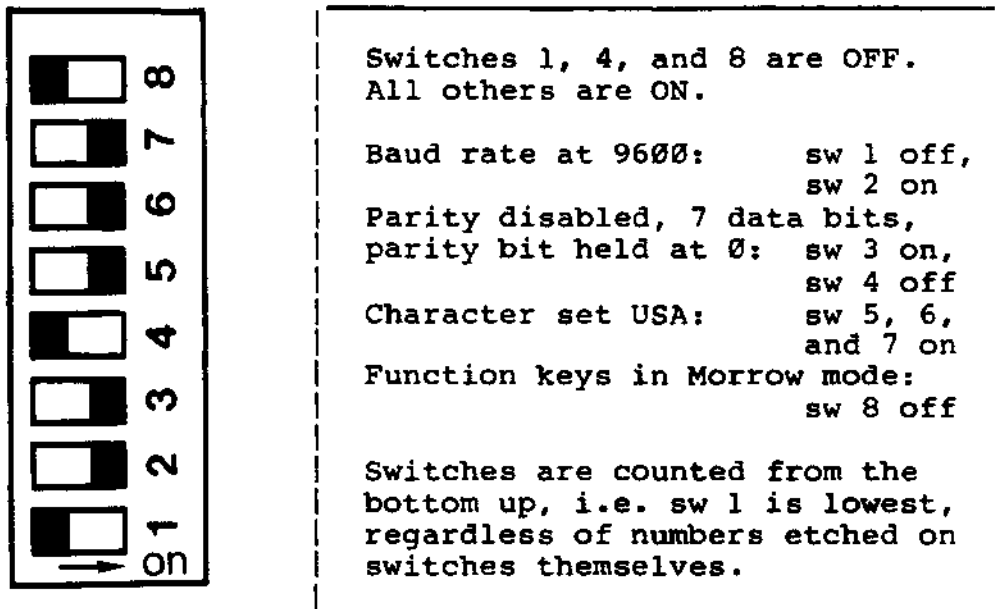 8
7
6
5
4
3
2
1
on
Switches 1, 4, and 8 are OFF.
All others are ON.
Baud rate at 9600: sw 1 off,
sw 2 on
Parity disabled, 7 data bits,
parity bit held at 0: sw 3 on,
sw 4 off
Character set USA: sw 5, 6,
and 7 on
Function keys in Morrow mode:
sw 8 off
Switches are counted from the
bottom up, i.e. sw 1 is lowest,
regardless of numbers etched on
switches themselves.